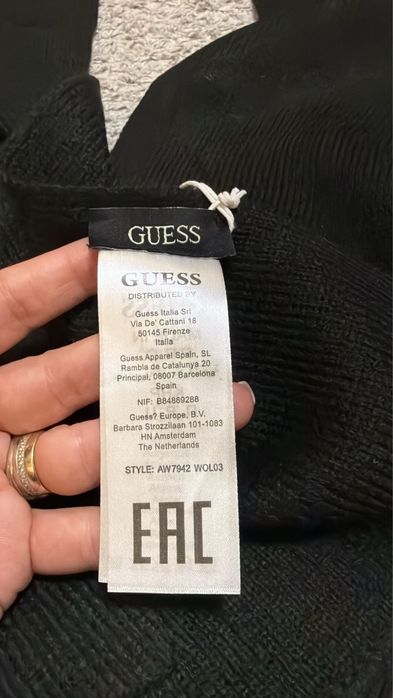 GUESS
GUESS
DISTRIBUTED BY
Guess Italia Srl
Via De' Cattani 16
50145 Firenze
Italia
Guess Apparel Spain, SL
Rambla de Catalunya 20
Principal, 08007 Barcelona
Spain
NIF: B84869288
Guess? Europe, B.V.
Barbara Strozzilaan 101-1083
HN Amsterdam
The Netherlands
STYLE: AW7942 WOL03
EAC